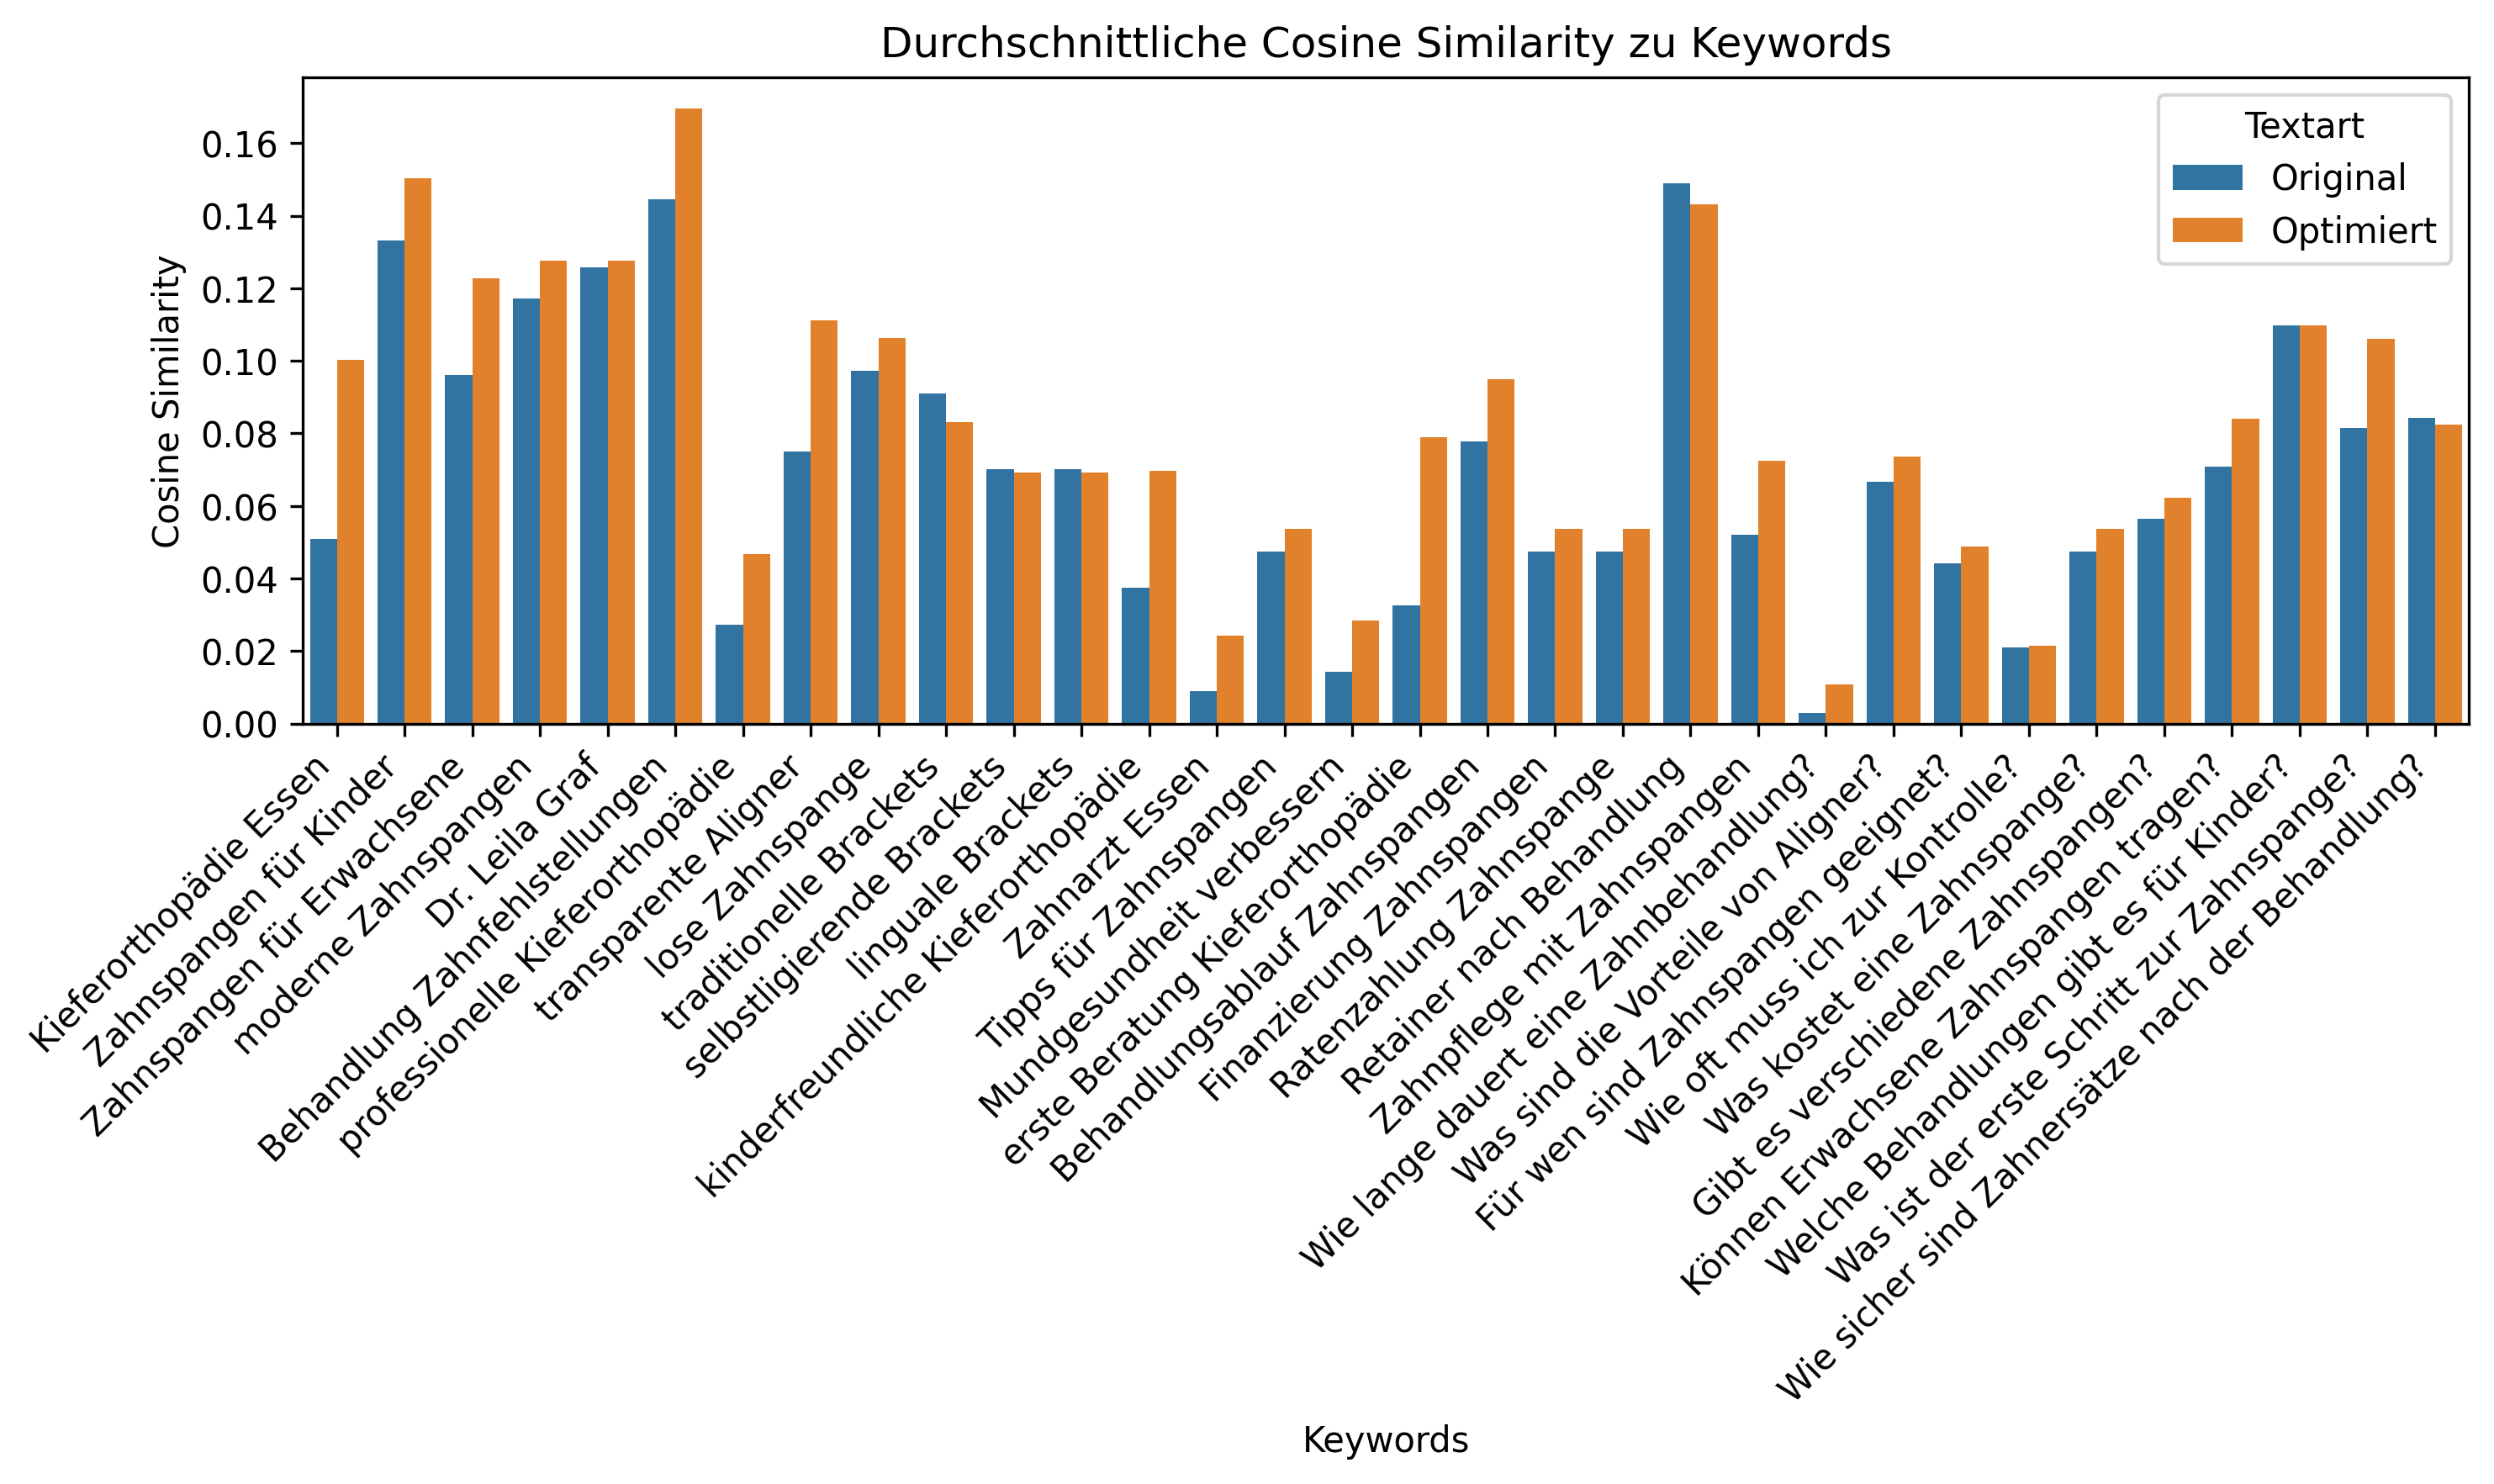 Durchschnittliche Cosine Similarity zu Keywords
Textart
Original
Optimiert
Cosine Similarity
0.16
0.14
0.12
0.10
0.08
0.06
0.04
0.02
0.00
Kieferorthopädie Essen
Zahnspangen für Kinder
Zahnspangen für Erwachsene
moderne Zahnspangen
Dr. Leila Graf
Behandlung Zahnfehlstellungen
professionelle Kieferorthopädie
transparente Aligner
lose Zahnspange
traditionelle Brackets
selbstligierende Brackets
linguale Brackets
kinderfreundliche Kieferorthopädie
Zahnarzt Essen
Tipps für Zahnspangen
Mundgesundheit verbessern
erste Beratung Kieferorthopädie
Behandlungsablauf Zahnspangen
Finanzierung Zahnspangen
Ratenzahlung Zahnspange
Retainer nach Behandlung
Zahnpflege mit Zahnspangen
Wie lange dauert eine Zahnbehandlung?
Was sind die Vorteile von Aligner?
Für wen sind Zahnspangen geeignet?
Wie oft muss ich zur Kontrolle?
Was kostet eine Zahnspange?
Gibt es verschiedene Zahnspangen?
Können Erwachsene Zahnspangen tragen?
Welche Behandlungen gibt es für Kinder?
Was ist der erste Schritt zur Zahnspange?
Wie sicher sind Zahnersätze nach der Behandlung?
Keywords